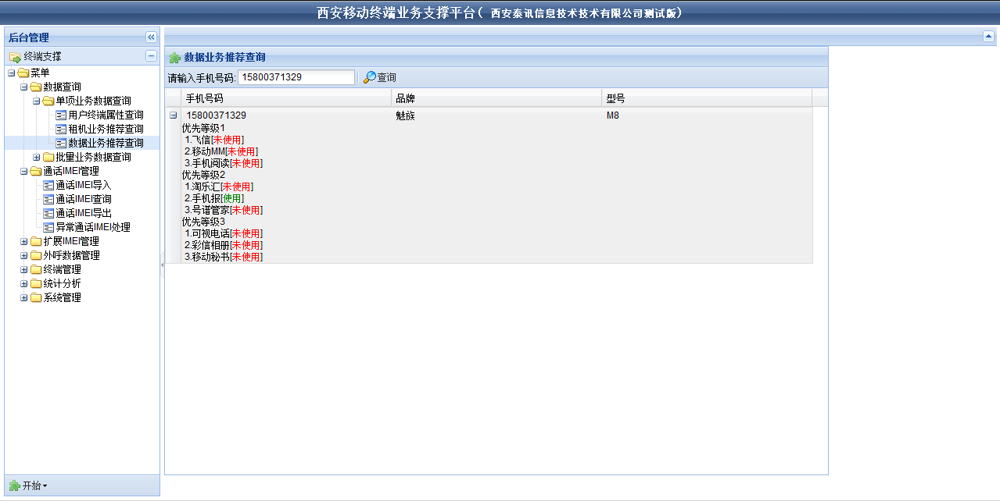 西安移动终端业务支撑平台( 西安泰讯信息技术技术有限公司测试版)
后台管理
终端支撑
菜单
数据查询
单项业务数据查询
用户终端属性查询
租机业务推荐查询
数据业务推荐查询
批量业务数据查询
通话IMEI管理
通话IMEI导入
通话IMEI查询
通话IMEI导出
异常通话IMEI处理
扩展IMEI管理
外呼数据管理
终端管理
统计分析
系统管理
开始
数据业务推荐查询
请输入手机号码: 15800371329 查询
手机号码 品牌 型号
15800371329 魅族 M8
优先等级1
1.飞信[未使用]
2.移动MM[未使用]
3.手机阅读[未使用]
优先等级2
1.淘乐汇[未使用]
2.手机报[使用]
3.号谱管家[未使用]
优先等级3
1.可视电话[未使用]
2.彩信相册[未使用]
3.移动秘书[未使用]